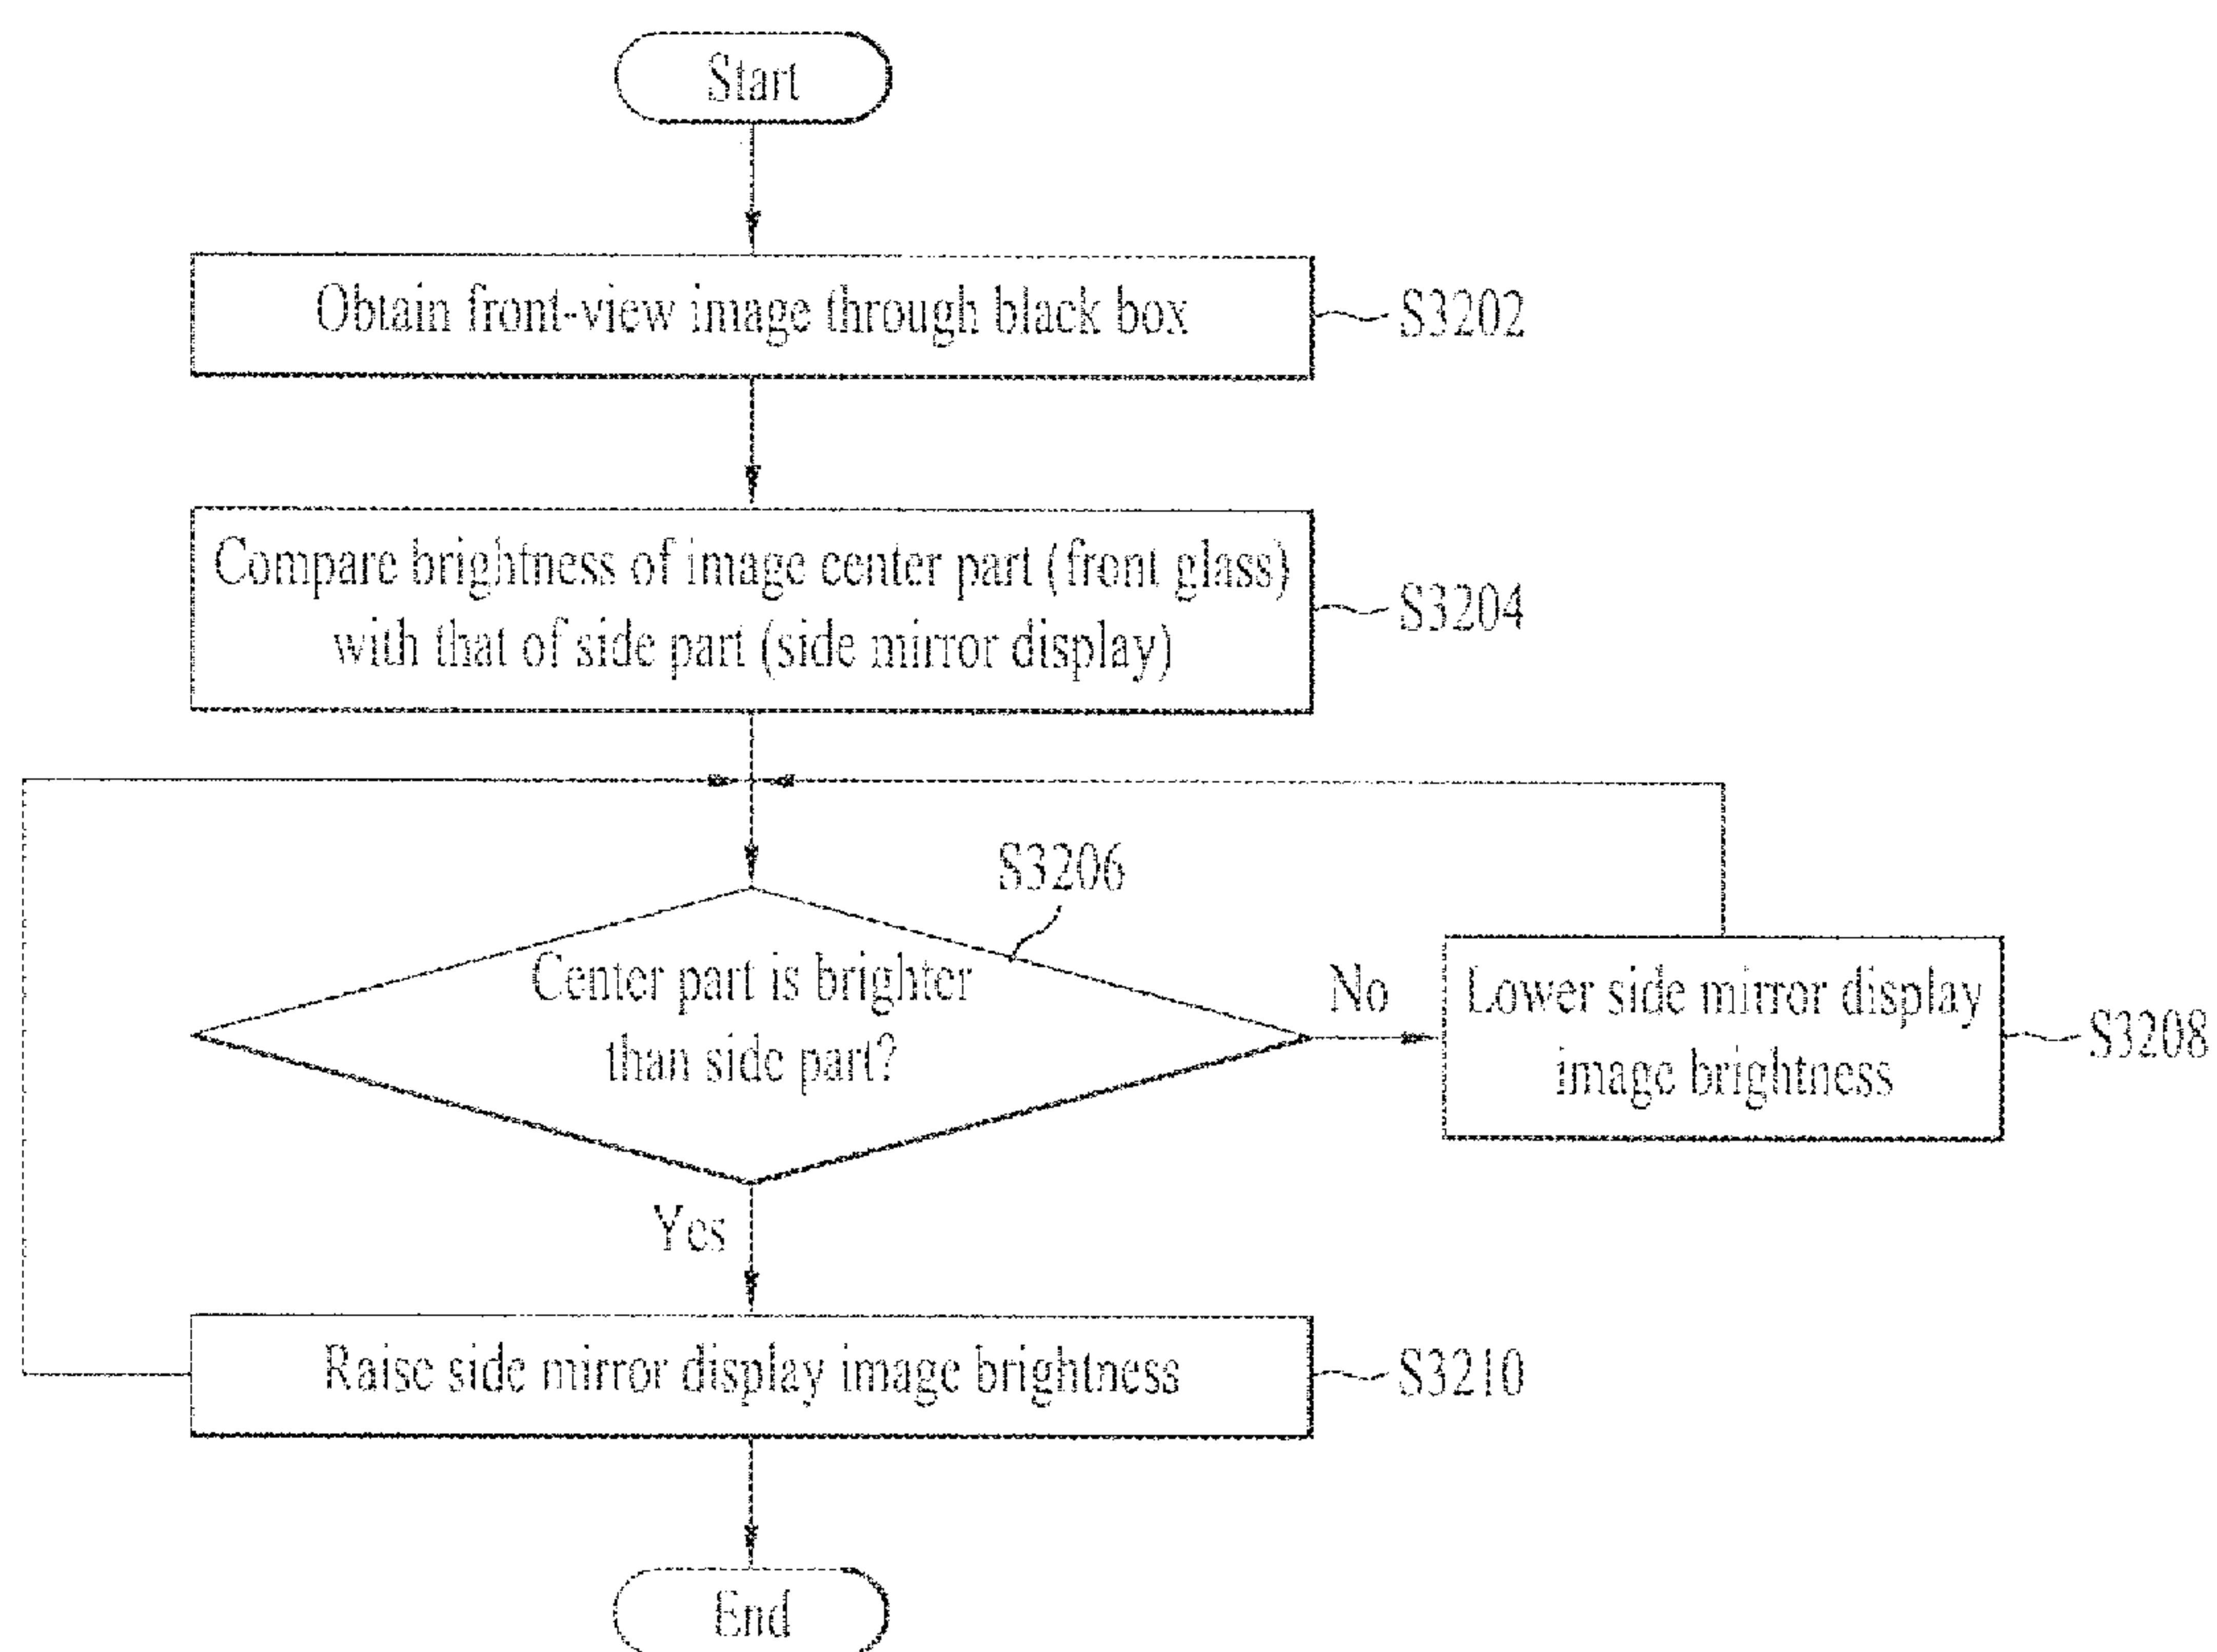 Start
Obtain front-view image through black box
S3202
Compare brightness of image center part (front glass)
with that of side part (side mirror display)
S3204
S3206
Center part is brighter
than side part?
No
Lower side mirror display
image brightness
S3208
Yes
Raise side mirror display image brightness
S3210
End